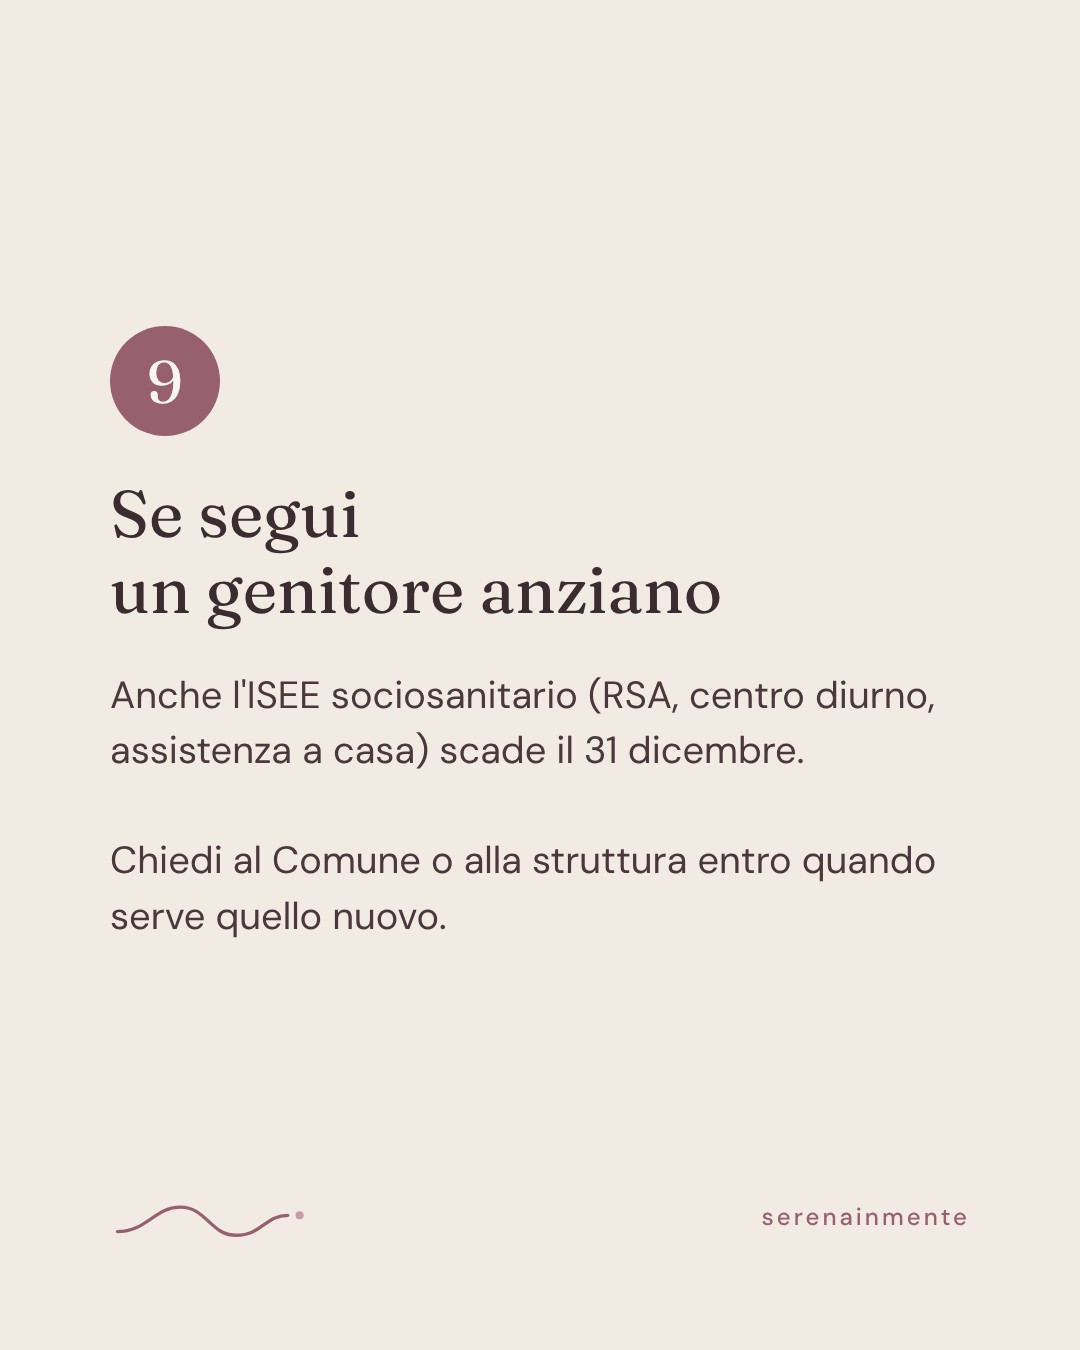 9
Se segui
un genitore anziano
Anche l'ISEE sociosanitario (RSA, centro diurno,
assistenza a casa) scade il 31 dicembre.
Chiedi al Comune o alla struttura entro quando
serve quello nuovo.
serenainmente